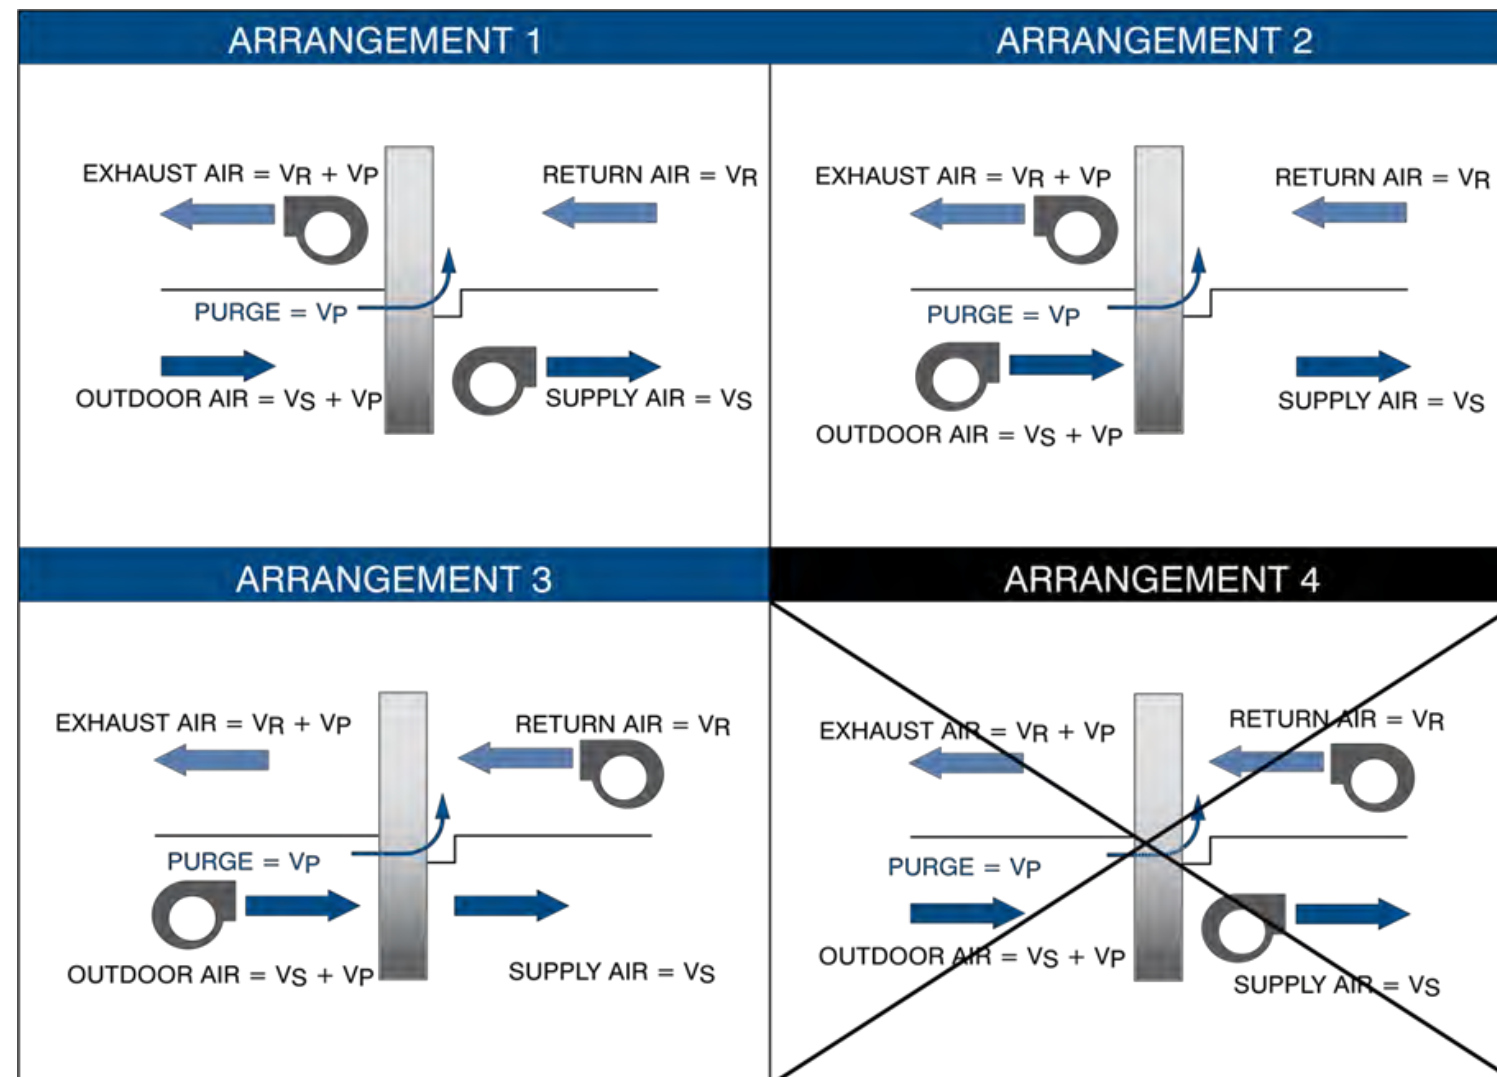 ARRANGEMENT 1
EXHAUST AIR = VR + VP
RETURN AIR = VR
PURGE = VP
OUTDOOR AIR = VS + VP
SUPPLY AIR = VS
ARRANGEMENT 2
EXHAUST AIR = VR + VP
RETURN AIR = VR
PURGE = VP
OUTDOOR AIR = VS + VP
SUPPLY AIR = VS
ARRANGEMENT 3
EXHAUST AIR = VR + VP
RETURN AIR = VR
PURGE = VP
OUTDOOR AIR = VS + VP
SUPPLY AIR = VS
ARRANGEMENT 4
EXHAUST AIR = VR + VP
RETURN AIR = VR
PURGE = VP
OUTDOOR AIR = VS + VP
SUPPLY AIR = VS